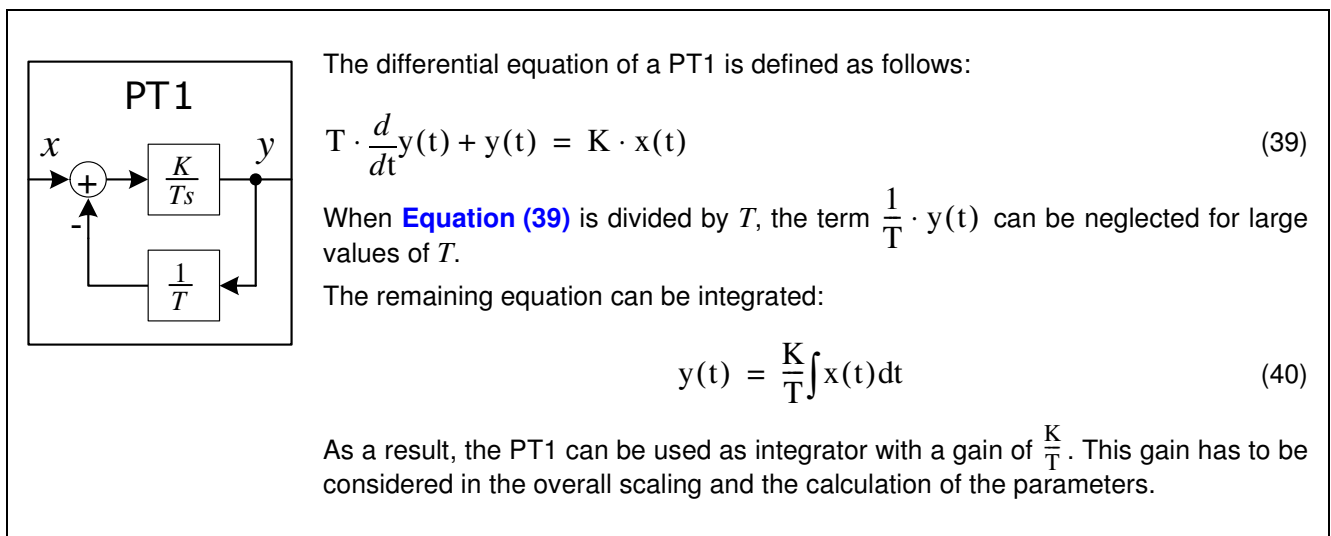 PT1
x
y
+
-
K
Ts
1
T
The differential equation of a PT1 is defined as follows:
T · d/dt y(t) + y(t) = K · x(t) (39)
When Equation (39) is divided by T, the term 1/T · y(t) can be neglected for large
values of T.
The remaining equation can be integrated:
y(t) = K/T ∫ x(t)dt (40)
As a result, the PT1 can be used as integrator with a gain of K/T . This gain has to be
considered in the overall scaling and the calculation of the parameters.